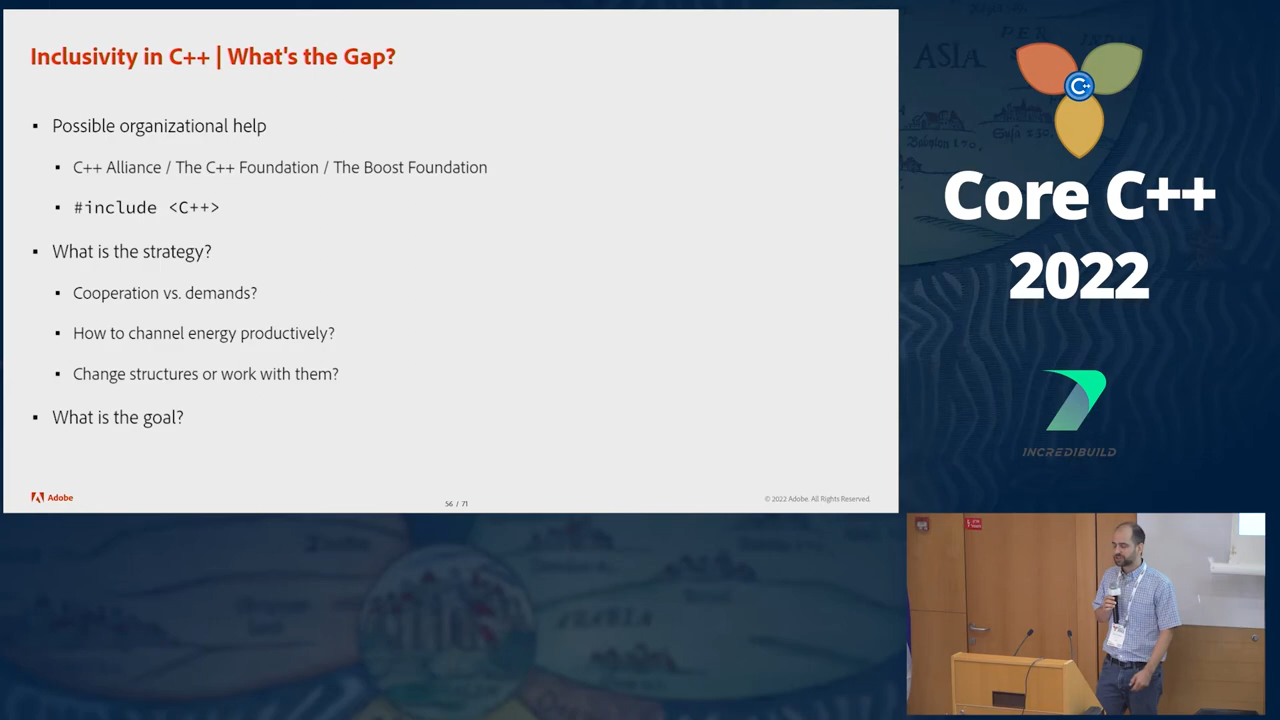 Inclusivity in C++ | What's the Gap?
▪ Possible organizational help
▪ C++ Alliance / The C++ Foundation / The Boost Foundation
▪ #include <C++>
▪ What is the strategy?
▪ Cooperation vs. demands?
▪ How to channel energy productively?
▪ Change structures or work with them?
▪ What is the goal?
Adobe
56 / 71
© 2022 Adobe. All Rights Reserved.
ASIA
C++
Core C++
2022
INCREDIBUILD